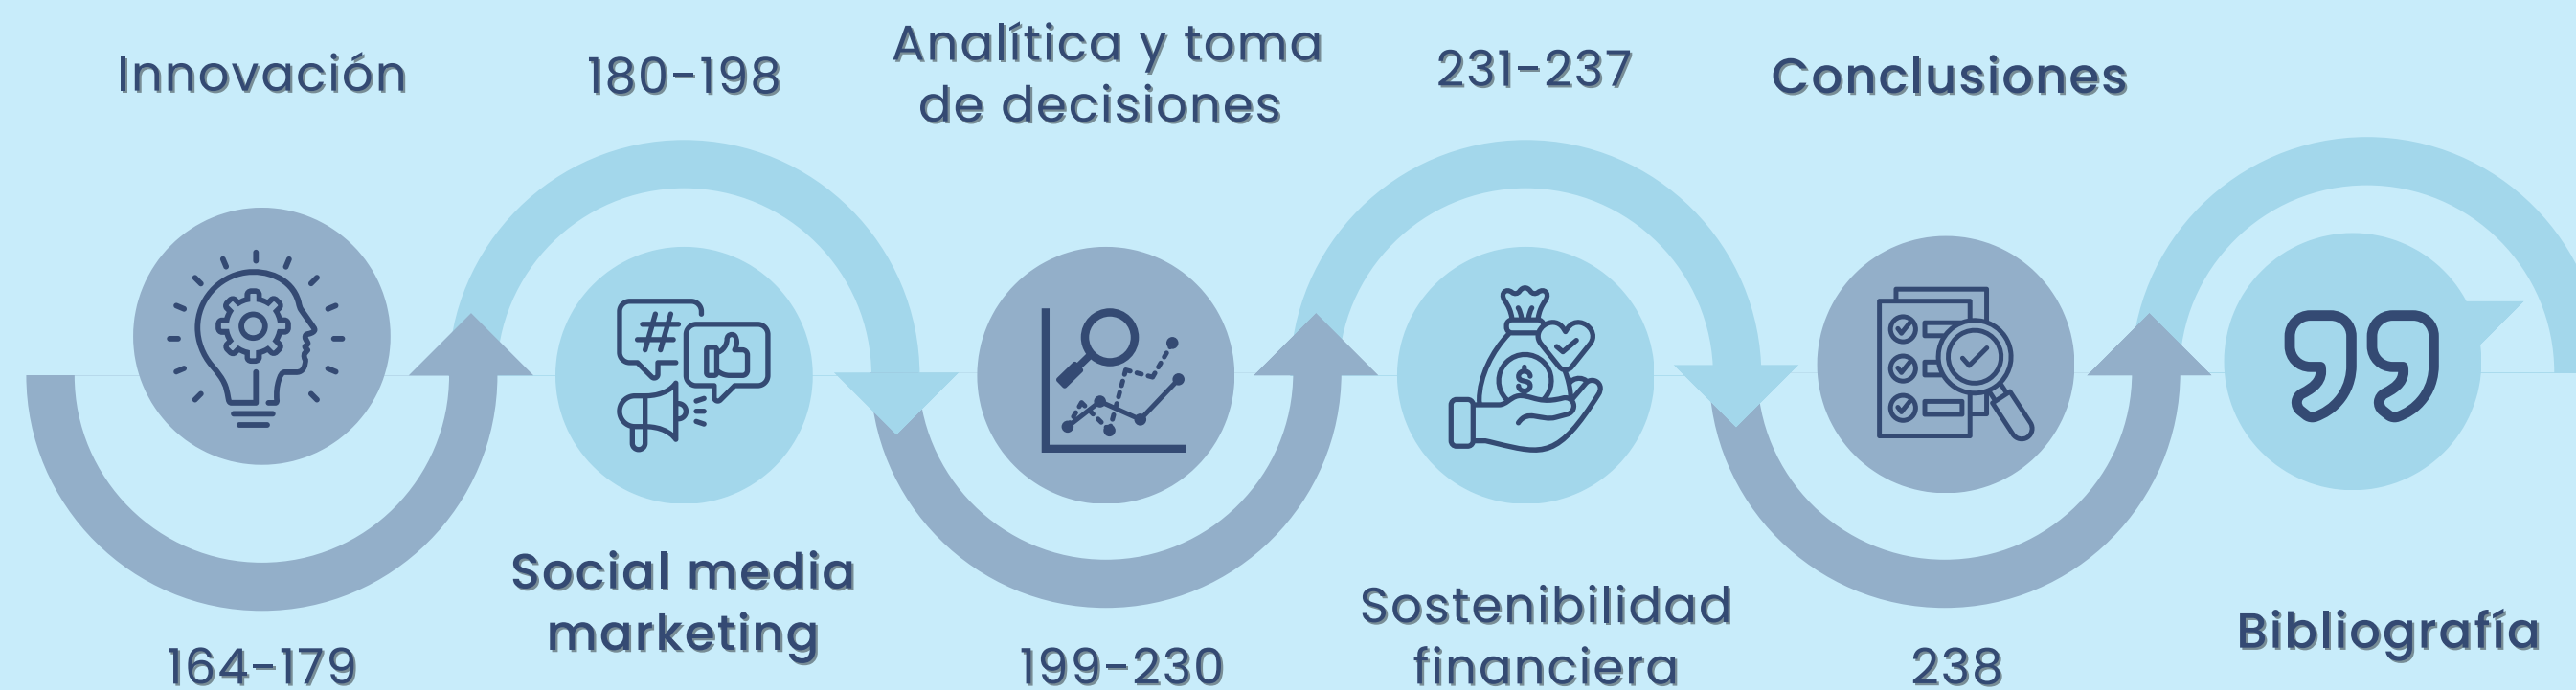 Innovación
164-179
180-198
Social media
marketing
Analítica y toma
de decisiones
199-230
231-237
Sostenibilidad
financiera
Conclusiones
238
Bibliografía
#
$